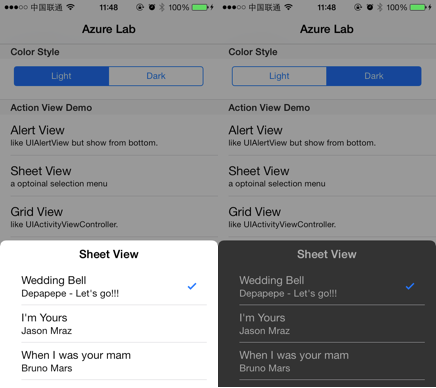 中国联通 11:48 100%
Azure Lab
Color Style
Light Dark
Action View Demo
Alert View
like UIAlertView but show from bottom.
Sheet View
a optoinal selection menu
Grid View
like UIActivityViewController.
Sheet View
Wedding Bell
Depapepe - Let's go!!!
I'm Yours
Jason Mraz
When I was your mam
Bruno Mars
中国联通 11:48 100%
Azure Lab
Color Style
Light Dark
Action View Demo
Alert View
like UIAlertView but show from bottom.
Sheet View
a optoinal selection menu
Grid View
like UIActivityViewController.
Sheet View
Wedding Bell
Depapepe - Let's go!!!
I'm Yours
Jason Mraz
When I was your mam
Bruno Mars